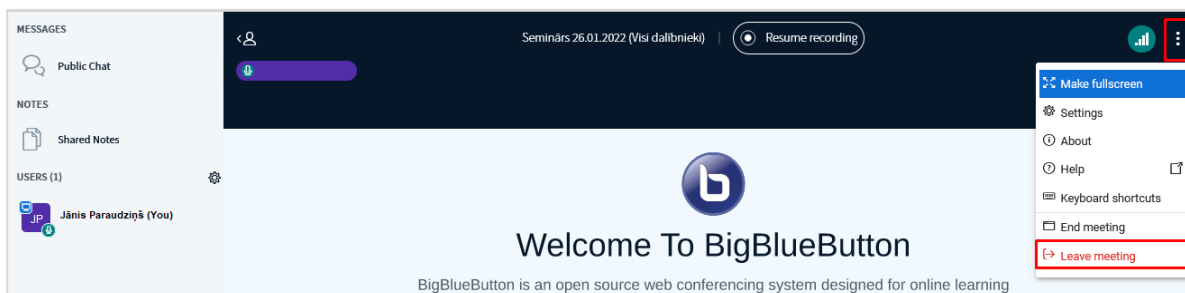 MESSAGES
Public Chat
NOTES
Shared Notes
USERS (1)
JP
Jānis Paraudziņš (You)
Seminārs 26.01.2022 (Visi dalībnieki) | Resume recording
Make fullscreen
Settings
About
Help
Keyboard shortcuts
End meeting
Leave meeting
b
Welcome To BigBlueButton
BigBlueButton is an open source web conferencing system designed for online learning